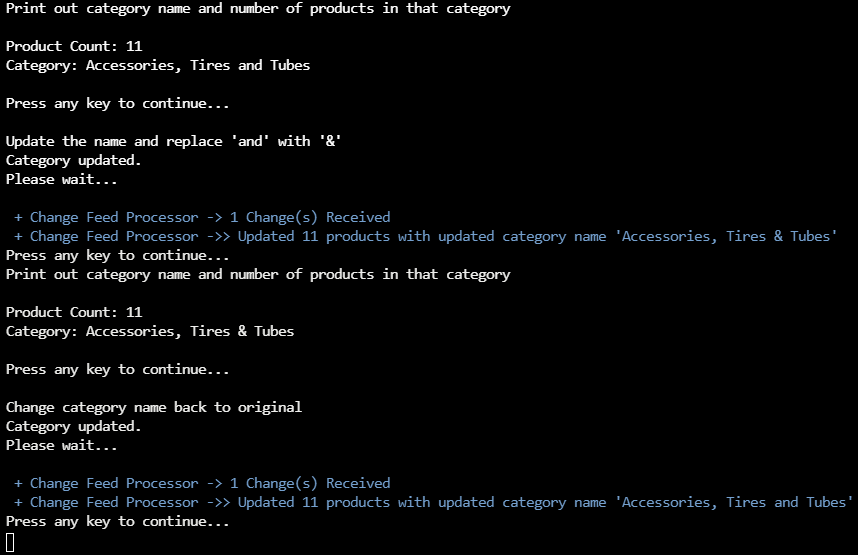 Print out category name and number of products in that category
Product Count: 11
Category: Accessories, Tires and Tubes
Press any key to continue...
Update the name and replace 'and' with '&'
Category updated.
Please wait...
+ Change Feed Processor -> 1 Change(s) Received
+ Change Feed Processor ->> Updated 11 products with updated category name 'Accessories, Tires & Tubes'
Press any key to continue...
Print out category name and number of products in that category
Product Count: 11
Category: Accessories, Tires & Tubes
Press any key to continue...
Change category name back to original
Category updated.
Please wait...
+ Change Feed Processor -> 1 Change(s) Received
+ Change Feed Processor ->> Updated 11 products with updated category name 'Accessories, Tires and Tubes'
Press any key to continue...